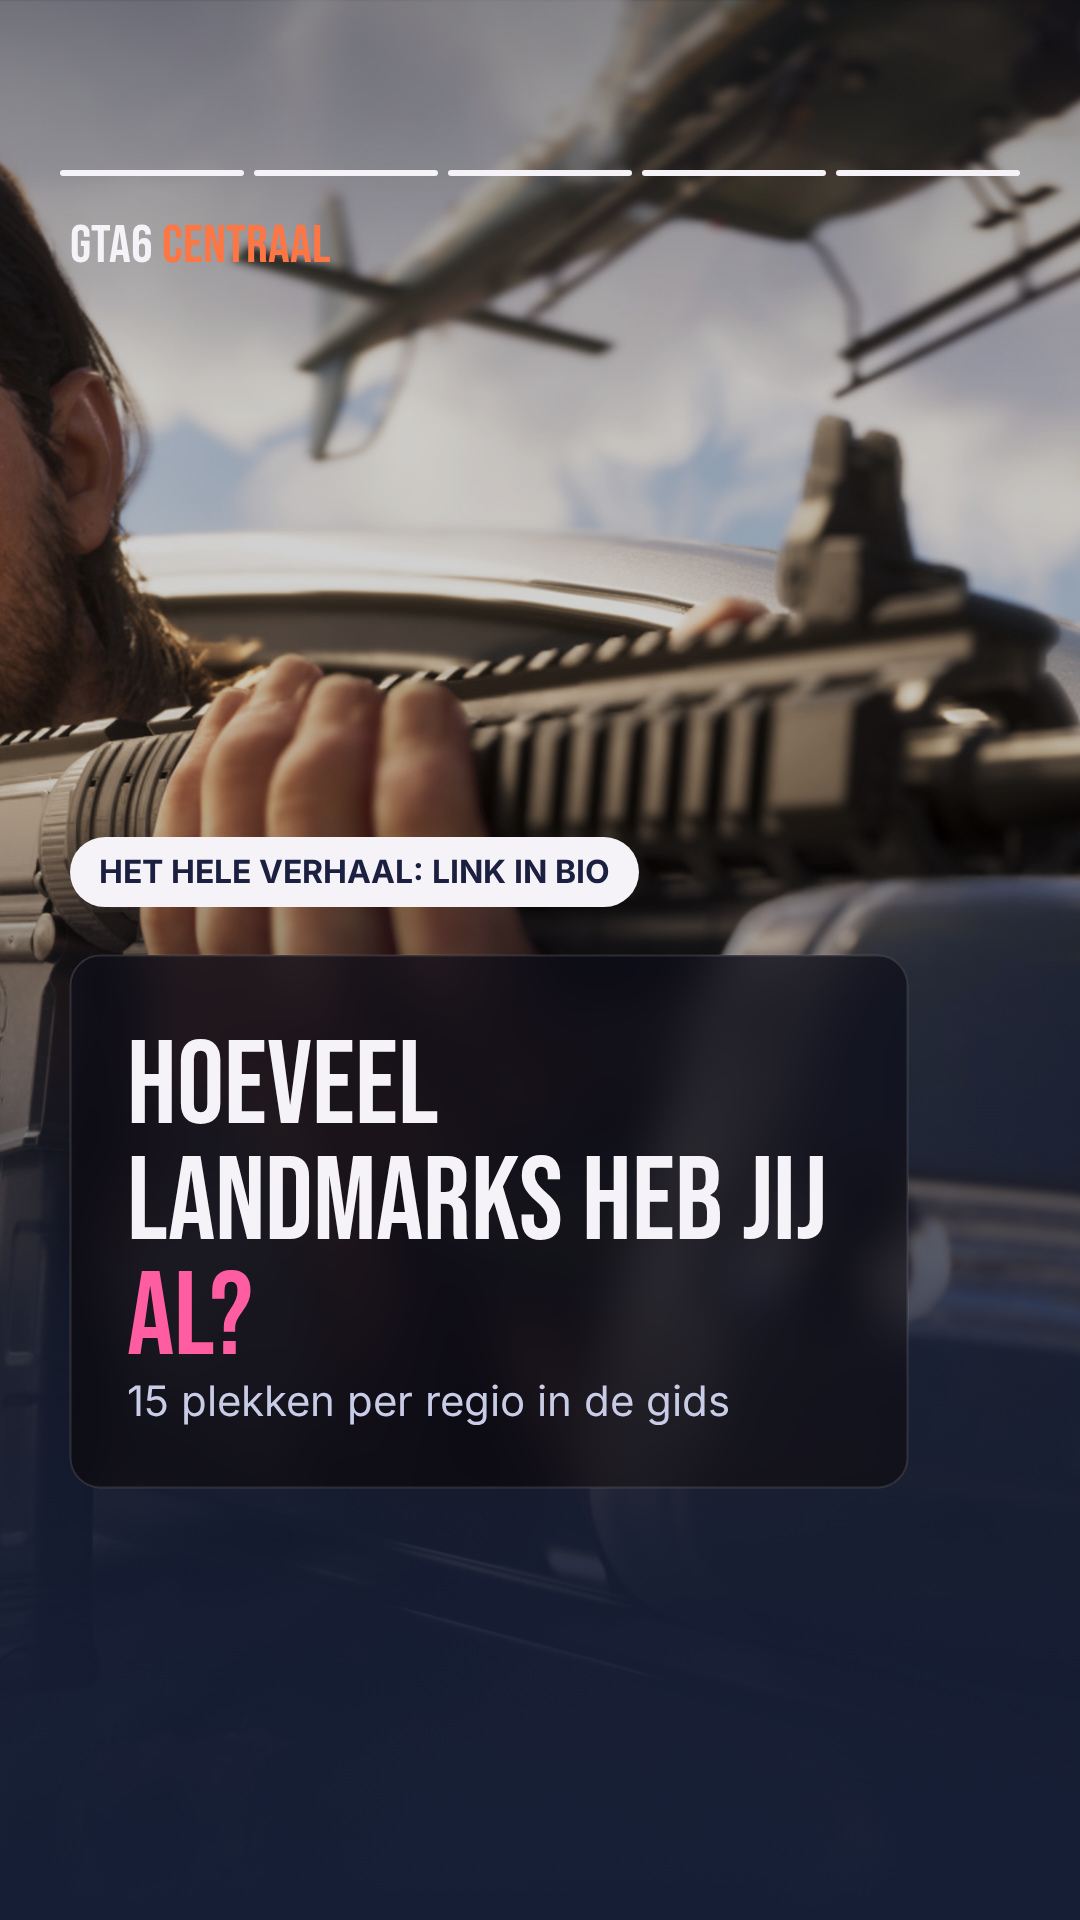 GTA6 CENTRAAL
HET HELE VERHAAL: LINK IN BIO
HOEVEEL
LANDMARKS HEB JIJ
AL?
15 plekken per regio in de gids